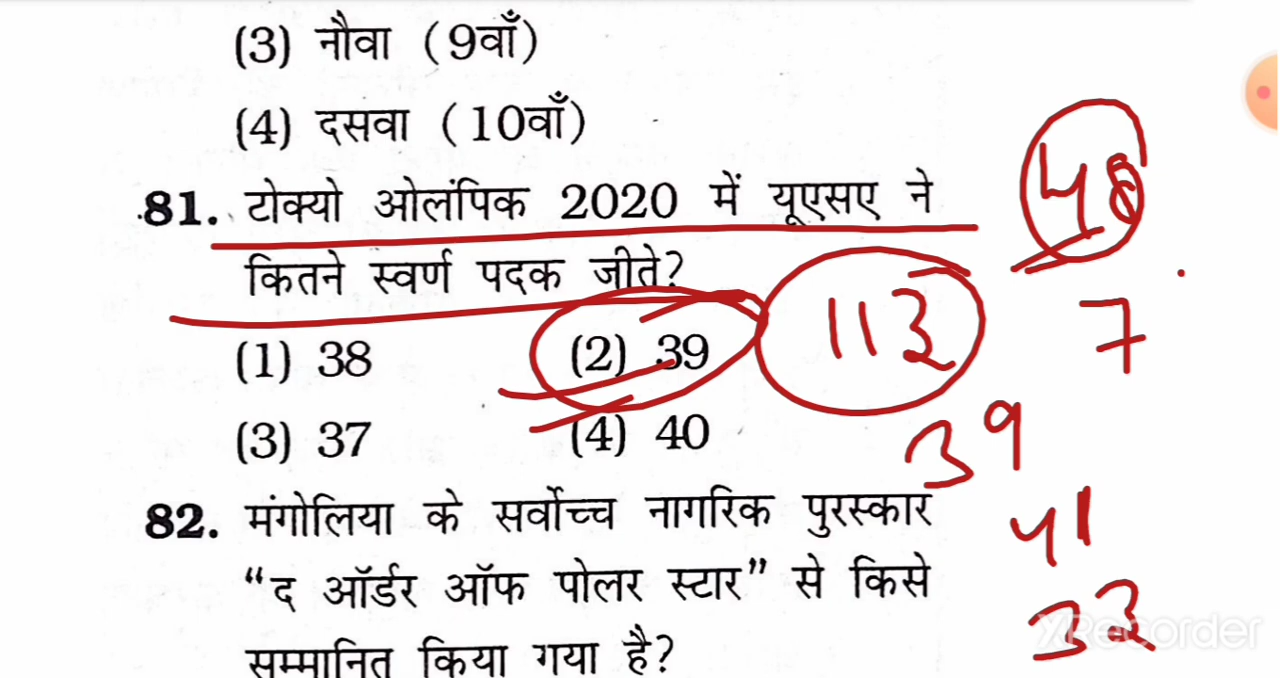 (3) नौवा (9वाँ)
(4) दसवा (10वाँ)
81. टोक्यो ओलंपिक 2020 में यूएसए ने
कितने स्वर्ण पदक जीते?
(1) 38 (2) 39
(3) 37 (4) 40
113
7
39
41
33
82. मंगोलिया के सर्वोच्च नागरिक पुरस्कार
“द ऑर्डर ऑफ पोलर स्टार” से किसे
सम्मानित किया गया है?
XRecorder